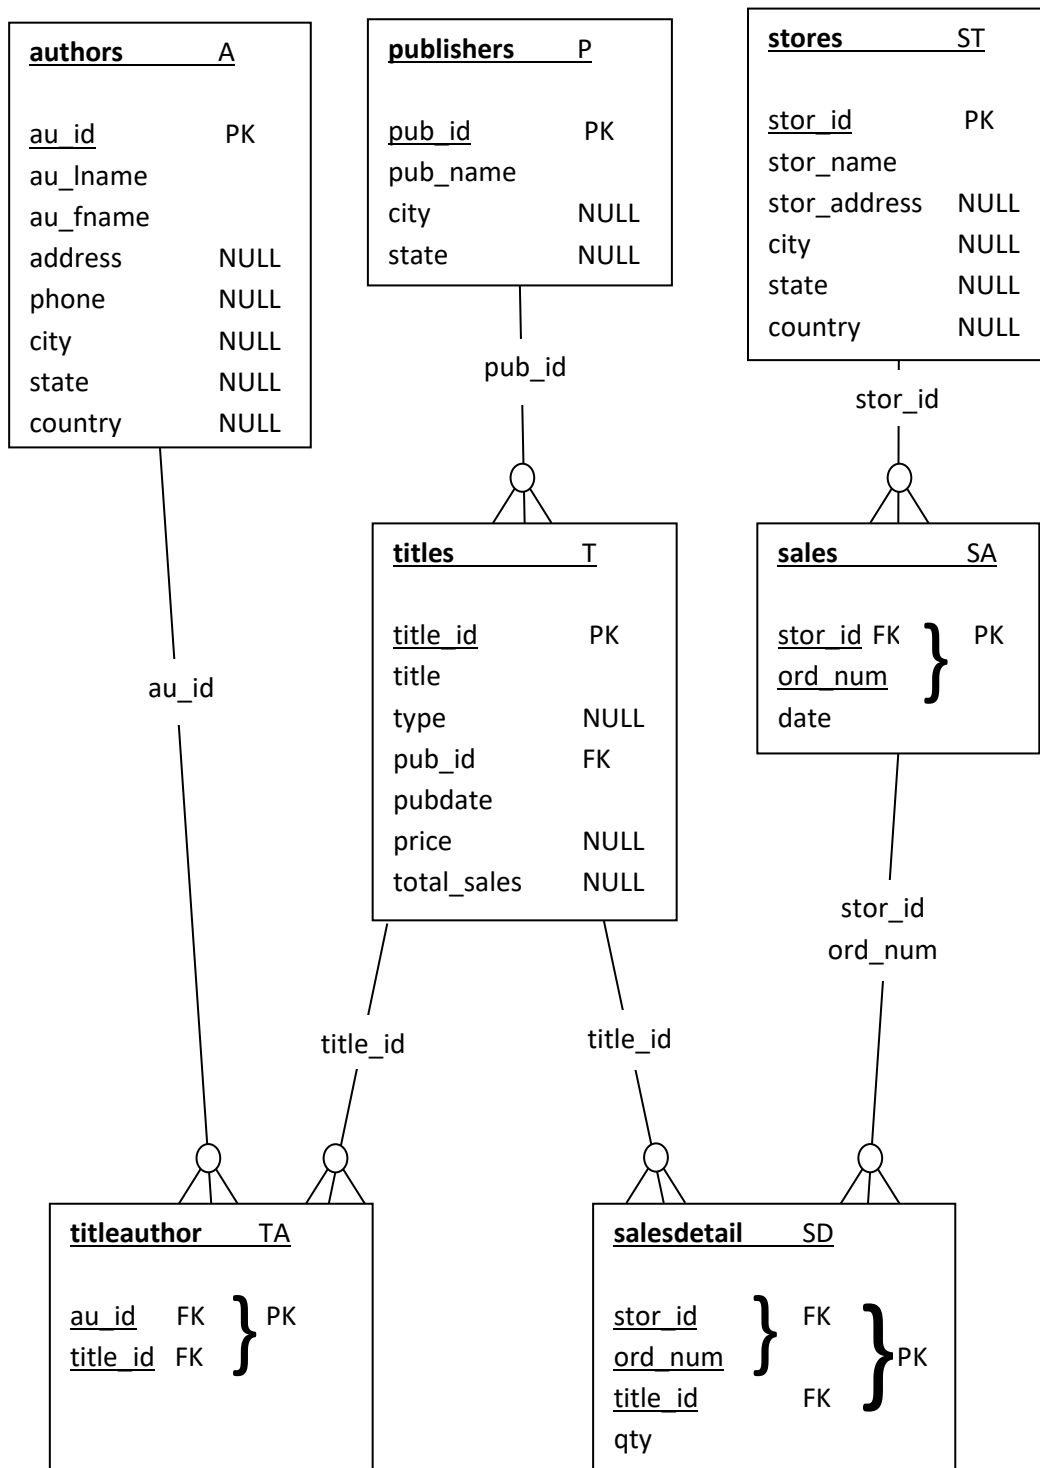 authors A
au_id PK
au_lname
au_fname
address NULL
phone NULL
city NULL
state NULL
country NULL
publishers P
pub_id PK
pub_name
city NULL
state NULL
stores ST
stor_id PK
stor_name
stor_address NULL
city NULL
state NULL
country NULL
pub_id
stor_id
titles T
title_id PK
title
type NULL
pub_id FK
pubdate
price NULL
total_sales NULL
sales SA
stor_id FK } PK
ord_num
date
au_id
stor_id
ord_num
title_id
title_id
titleauthor TA
au_id FK } PK
title_id FK
salesdetail SD
stor_id } FK
ord_num } PK
title_id FK
qty